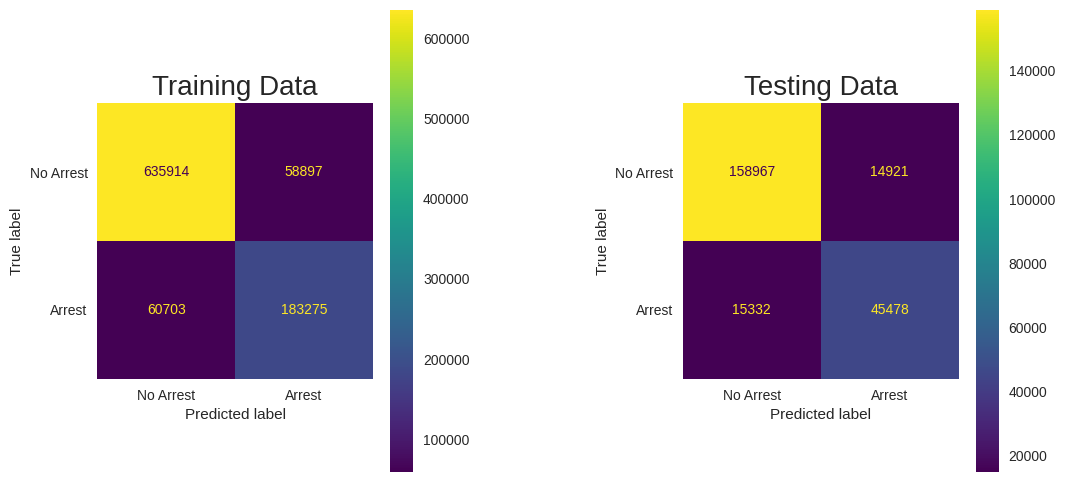 Training Data
600000
500000
400000
300000
200000
100000
No Arrest
Arrest
635914 58897
60703 183275
True label
No Arrest Arrest
Predicted label
Testing Data
140000
120000
100000
80000
60000
40000
20000
No Arrest
Arrest
158967 14921
15332 45478
True label
No Arrest Arrest
Predicted label